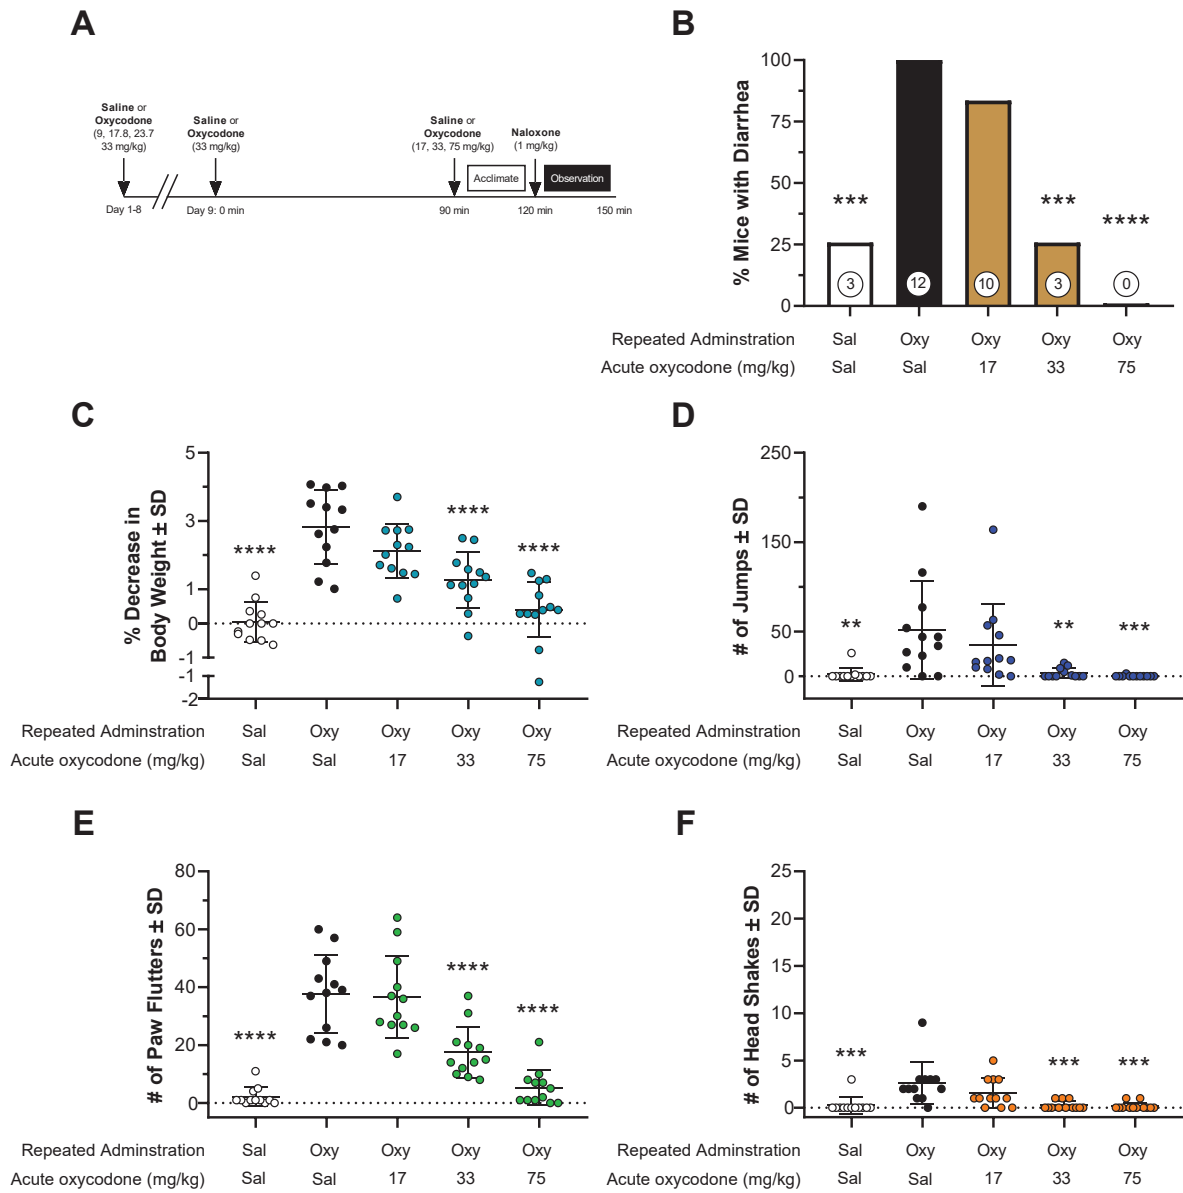 A
Saline or
Oxycodone
(9, 17.8, 23.7
33 mg/kg)
Saline or
Oxycodone
(33 mg/kg)
Saline or
Oxycodone
(17, 33, 75 mg/kg)
Naloxone
(1 mg/kg)
Acclimate
Observation
Day 1-8
Day 9: 0 min
90 min
120 min
150 min
B
% Mice with Diarrhea
100
75
50
25
0
***
***
****
3
12
10
3
0
Repeated Adminstration Sal Oxy Oxy Oxy Oxy
Acute oxycodone (mg/kg) Sal Sal 17 33 75
C
% Decrease in
Body Weight ± SD
5
3
1
0
-1
-1
-2
****
****
****
Repeated Adminstration Sal Oxy Oxy Oxy Oxy
Acute oxycodone (mg/kg) Sal Sal 17 33 75
D
# of Jumps ± SD
250
150
50
0
**
**
***
Repeated Adminstration Sal Oxy Oxy Oxy Oxy
Acute oxycodone (mg/kg) Sal Sal 17 33 75
E
# of Paw Flutters ± SD
80
60
40
20
0
****
****
****
Repeated Adminstration Sal Oxy Oxy Oxy Oxy
Acute oxycodone (mg/kg) Sal Sal 17 33 75
F
# of Head Shakes ± SD
25
20
15
10
5
0
***
***
***
Repeated Adminstration Sal Oxy Oxy Oxy Oxy
Acute oxycodone (mg/kg) Sal Sal 17 33 75